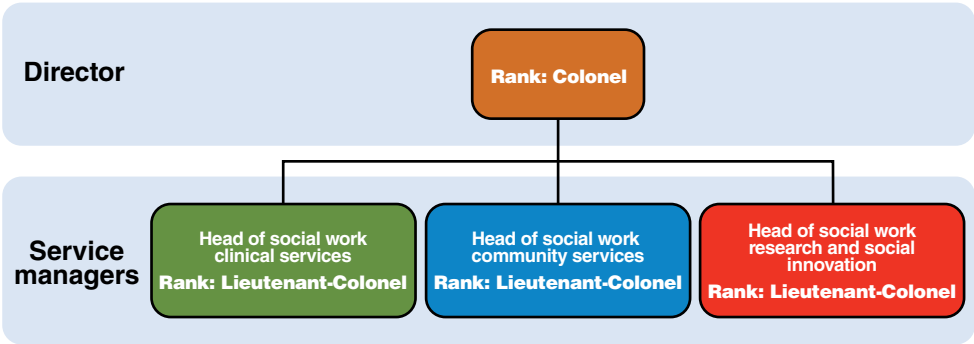 Director
Rank: Colonel
Service
managers
Head of social work
clinical services
Rank: Lieutenant-Colonel
Head of social work
community services
Rank: Lieutenant-Colonel
Head of social work
research and social
innovation
Rank: Lieutenant-Colonel